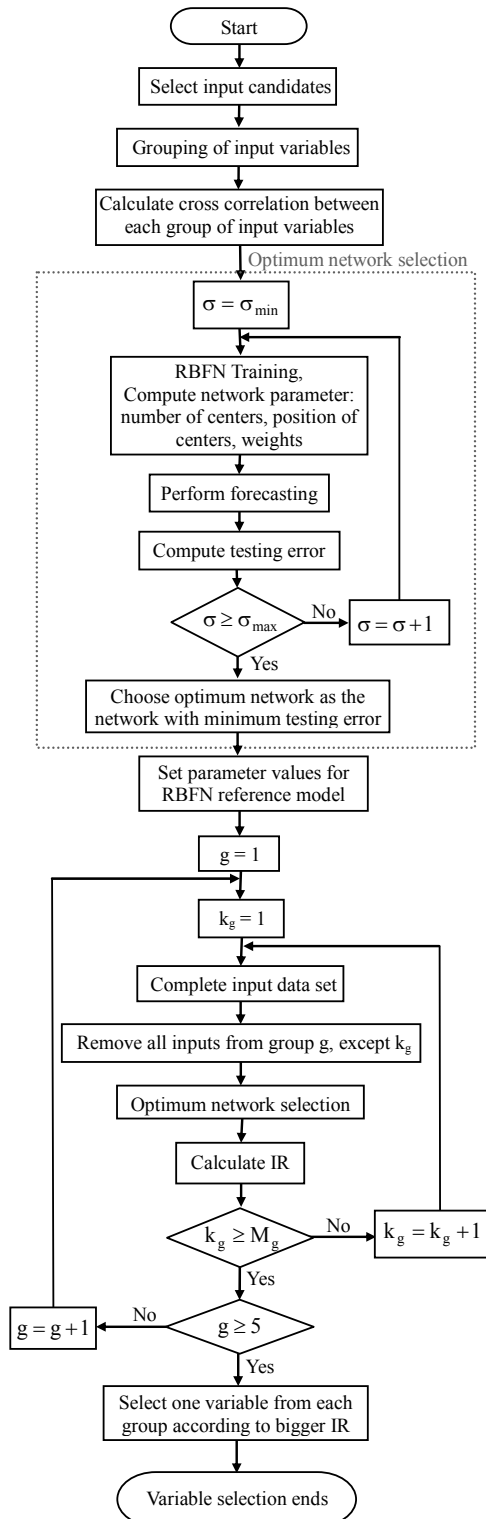 Start
Select input candidates
Grouping of input variables
Calculate cross correlation between
each group of input variables
Optimum network selection
σ = σmin
RBFN Training,
Compute network parameter:
number of centers, position of
centers, weights
Perform forecasting
Compute testing error
σ ≥ σmax
No
σ = σ +1
Yes
Choose optimum network as the
network with minimum testing error
Set parameter values for
RBFN reference model
g = 1
kg = 1
Complete input data set
Remove all inputs from group g, except kg
Optimum network selection
Calculate IR
kg ≥ Mg
No
kg = kg +1
Yes
g ≥ 5
No
g = g +1
Yes
Select one variable from each
group according to bigger IR
Variable selection ends